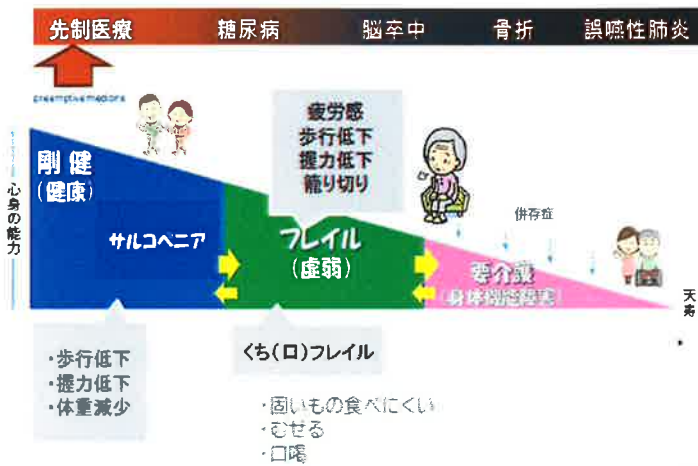 先制医療 糖尿病 脳卒中 骨折 誤嚥性肺炎
preemptive medicine
疲労感
歩行低下
握力低下
籠り切り
剛健
(健康)
心身の能力
サルコペニア
フレイル
(虚弱)
併存症
要介護
(身体機能障害)
天寿
・歩行低下
・握力低下
・体重減少
くち(口)フレイル
・固いもの食べにくい
・むせる
・口喝